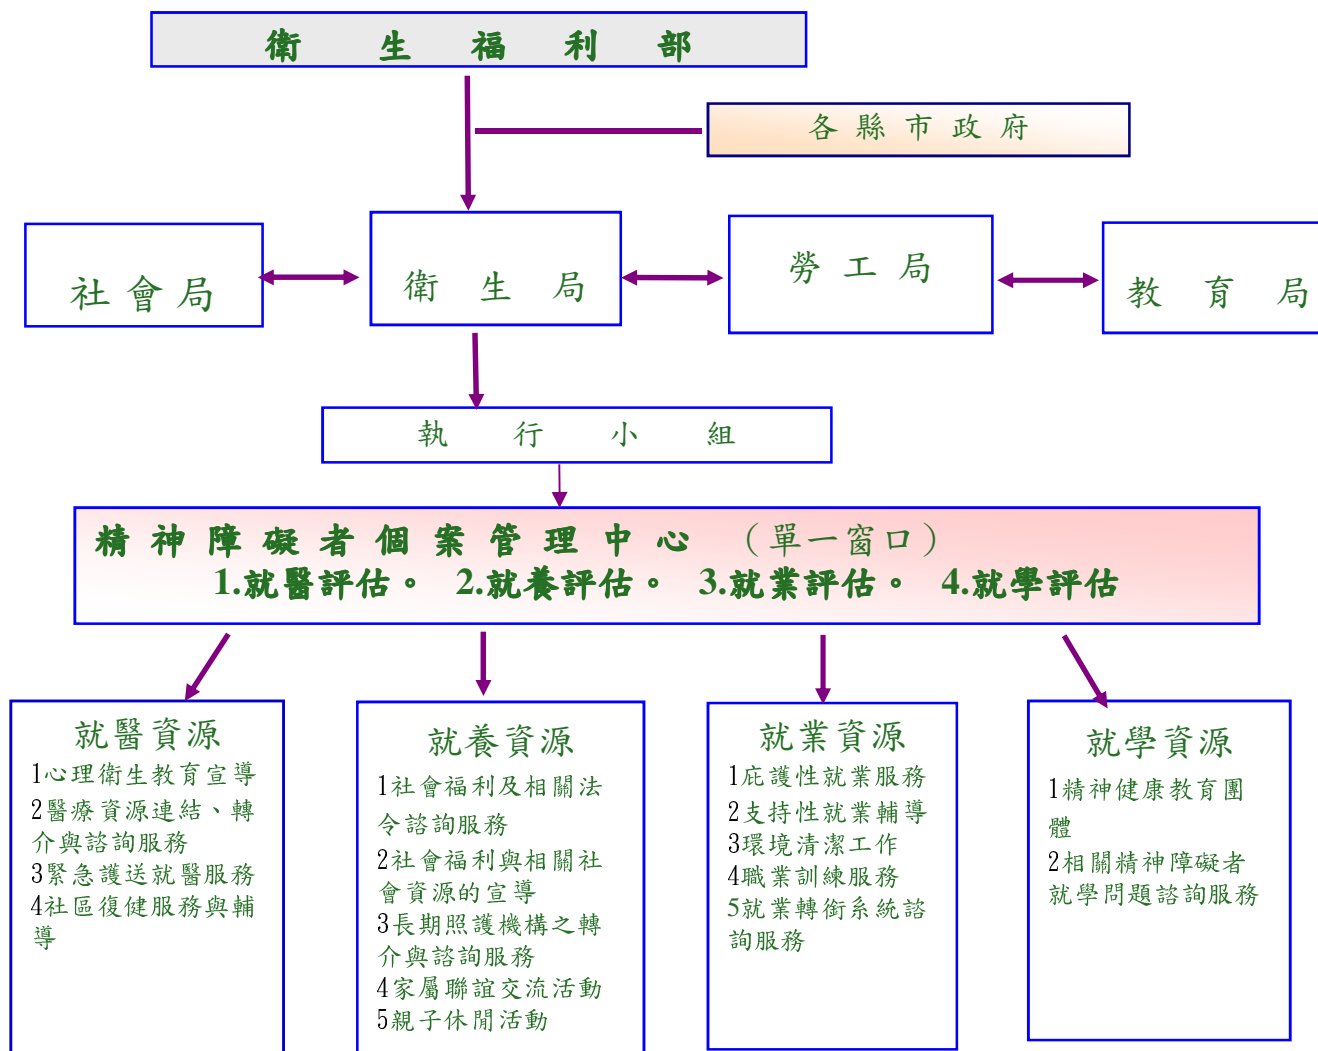 衛生福利部
各縣市政府
社會局
衛生局
勞工局
教育局
執行小組
精神障礙者個案管理中心（單一窗口）
1.就醫評估。 2.就養評估。 3.就業評估。 4.就學評估
就醫資源
1心理衛生教育宣導
2醫療資源連結、轉
介與諮詢服務
3緊急護送就醫服務
4社區復健服務與輔
導
就養資源
1社會福利及相關法
令諮詢服務
2社會福利與相關社
會資源的宣導
3長期照護機構之轉
介與諮詢服務
4家屬聯誼交流活動
5親子休閒活動
就業資源
1庇護性就業服務
2支持性就業輔導
3環境清潔工作
4職業訓練服務
5就業轉銜系統諮
詢服務
就學資源
1精神健康教育團
體
2相關精神障礙者
就學問題諮詢服務